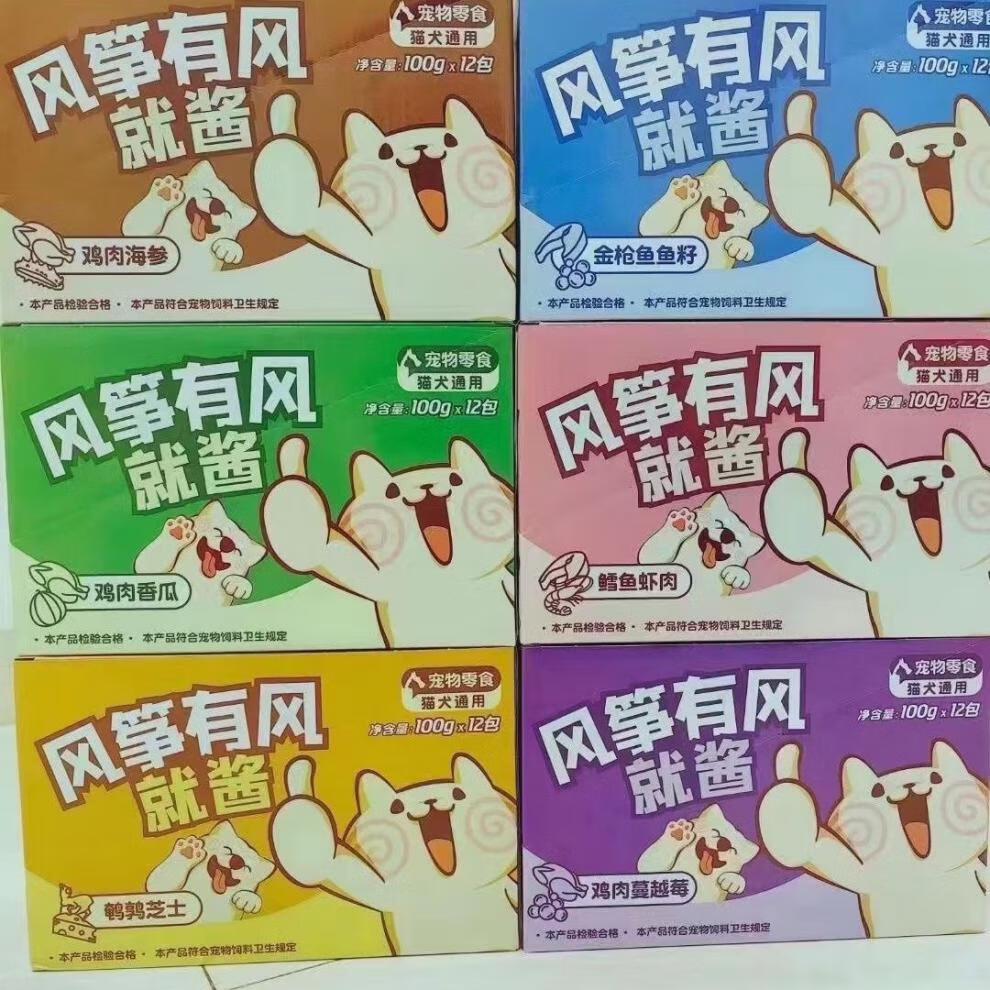 风筝有风
就酱
宠物零食
猫犬通用
净含量:100g x 12包
鸡肉海参
· 本产品检验合格 · 本产品符合宠物饲料卫生规定
风筝有风
就酱
宠物零食
猫犬通用
净含量:100g x 12
金枪鱼鱼籽
· 本产品检验合格 · 本产品符合宠物饲料卫生规定
风筝有风
就酱
宠物零食
猫犬通用
净含量:100g x 12包
鸡肉香瓜
· 本产品检验合格 · 本产品符合宠物饲料卫生规定
风筝有风
就酱
宠物零食
猫犬通用
净含量:100g x 12包
鳕鱼虾肉
· 本产品检验合格 · 本产品符合宠物饲料卫生规定
风筝有风
就酱
宠物零食
猫犬通用
净含量:100g x 12包
鹌鹑芝士
· 本产品检验合格 · 本产品符合宠物饲料卫生规定
风筝有风
就酱
宠物零食
猫犬通用
净含量:100g x 12包
鸡肉蔓越莓
· 本产品检验合格 · 本产品符合宠物饲料卫生规定